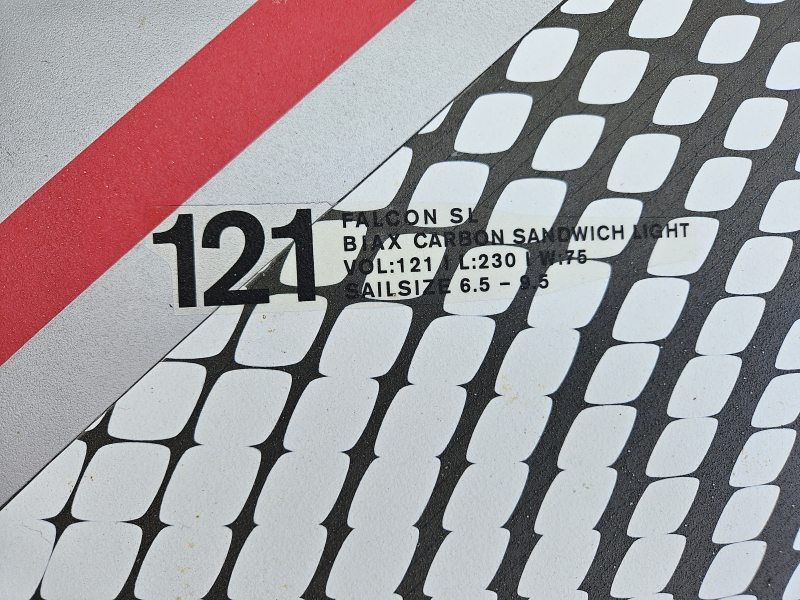 121
FALCON SL
BIAX CARBON SANDWICH LIGHT
VOL:121 | L:230 | W:75
SAILSIZE 6.5 - 9.5